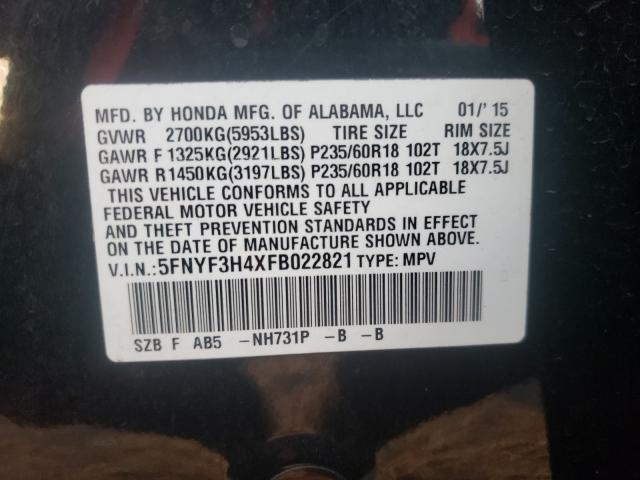 MFD. BY HONDA MFG. OF ALABAMA, LLC 01/'15
GVWR 2700KG(5953LBS) TIRE SIZE RIM SIZE
GAWR F 1325KG(2921LBS) P235/60R18 102T 18X7.5J
GAWR R1450KG(3197LBS) P235/60R18 102T 18X7.5J
THIS VEHICLE CONFORMS TO ALL APPLICABLE
FEDERAL MOTOR VEHICLE SAFETY
AND THEFT PREVENTION STANDARDS IN EFFECT
ON THE DATE OF MANUFACTURE SHOWN ABOVE.
V.I.N.:5FNYF3H4XFB022821 TYPE: MPV
SZB F AB5 -NH731P -B -B